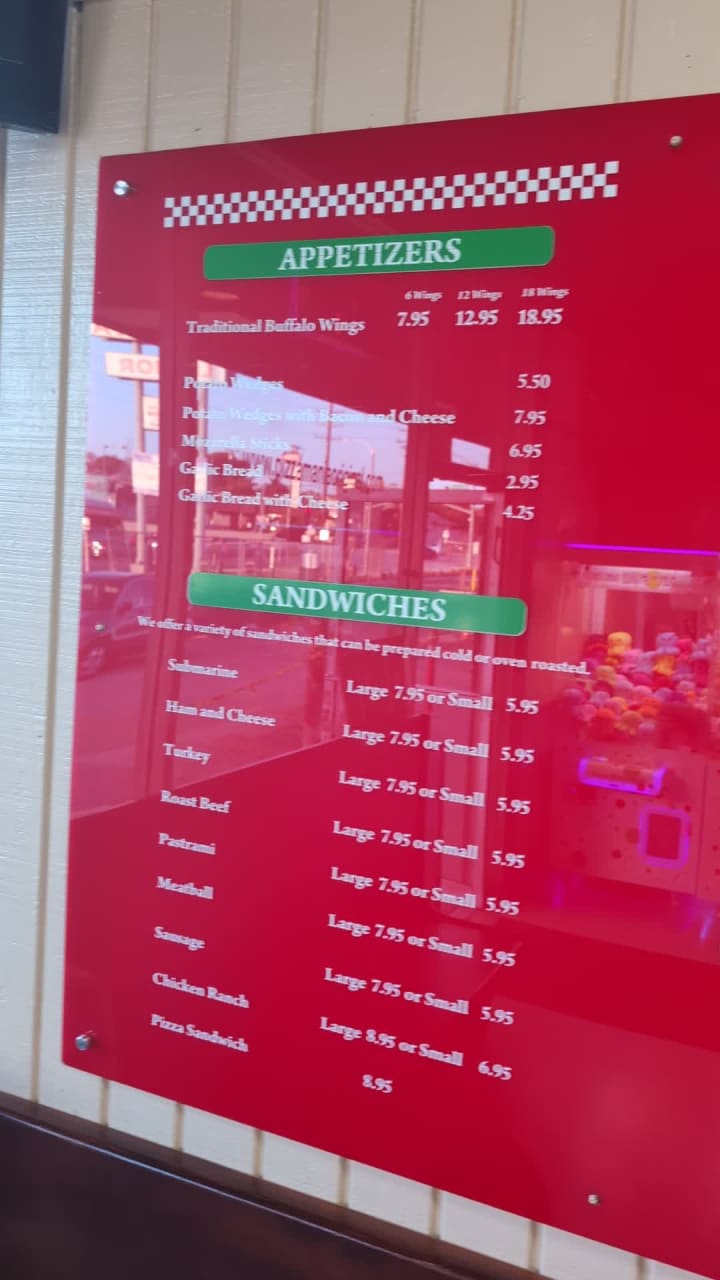 APPETIZERS
6 Wings 12 Wings 18 Wings
Traditional Buffalo Wings 7.95 12.95 18.95
Potato Wedges 5.50
Potato Wedges with Bacon and Cheese 7.95
Mozzarella Sticks 6.95
Garlic Bread 2.95
Garlic Bread with Cheese 4.25
SANDWICHES
We offer a variety of sandwiches that can be prepared cold or oven roasted.
Submarine Large 7.95 or Small 5.95
Ham and Cheese Large 7.95 or Small 5.95
Turkey Large 7.95 or Small 5.95
Roast Beef Large 7.95 or Small 5.95
Pastrami Large 7.95 or Small 5.95
Meatball Large 7.95 or Small 5.95
Sausage Large 7.95 or Small 5.95
Chicken Ranch Large 8.95 or Small 6.95
Pizza Sandwich 8.95